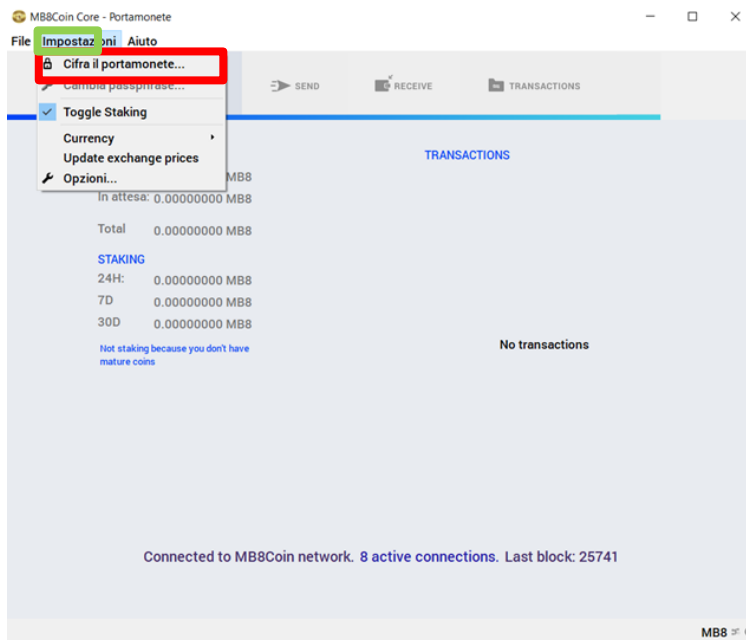 MB8Coin Core - Portamonete
File Impostazioni Aiuto
Cifra il portamonete...
Cambia passphrase...
Toggle Staking
Currency
Update exchange prices
Opzioni...
SEND
RECEIVE
TRANSACTIONS
TRANSACTIONS
MB8
In attesa: 0.00000000 MB8
Total 0.00000000 MB8
STAKING
24H: 0.00000000 MB8
7D 0.00000000 MB8
30D 0.00000000 MB8
Not staking because you don't have
mature coins
No transactions
Connected to MB8Coin network. 8 active connections. Last block: 25741
MB8